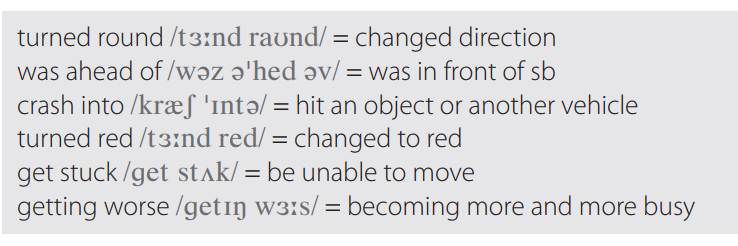 turned round /tɜːnd raʊnd/ = changed direction
was ahead of /wəz əˈhed əv/ = was in front of sb
crash into /kræʃ ˈɪntə/ = hit an object or another vehicle
turned red /tɜːnd red/ = changed to red
get stuck /ɡet stʌk/ = be unable to move
getting worse /ɡetɪŋ wɜːs/ = becoming more and more busy